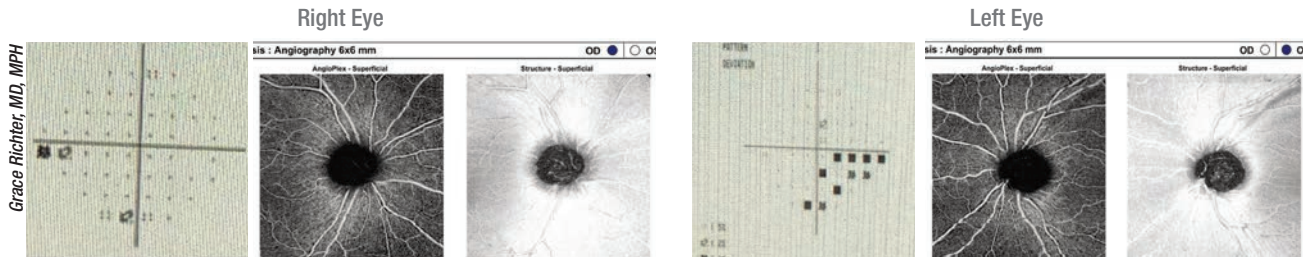 Right Eye
Left Eye
Grace Richter, MD, MPH
sis : Angiography 6x6 mm
OD
OS
AngioPlex - Superficial
Structure - Superficial
PATTERN
DEVIATION
sis : Angiography 6x6 mm
OD
O
AngioPlex - Superficial
Structure - Superficial